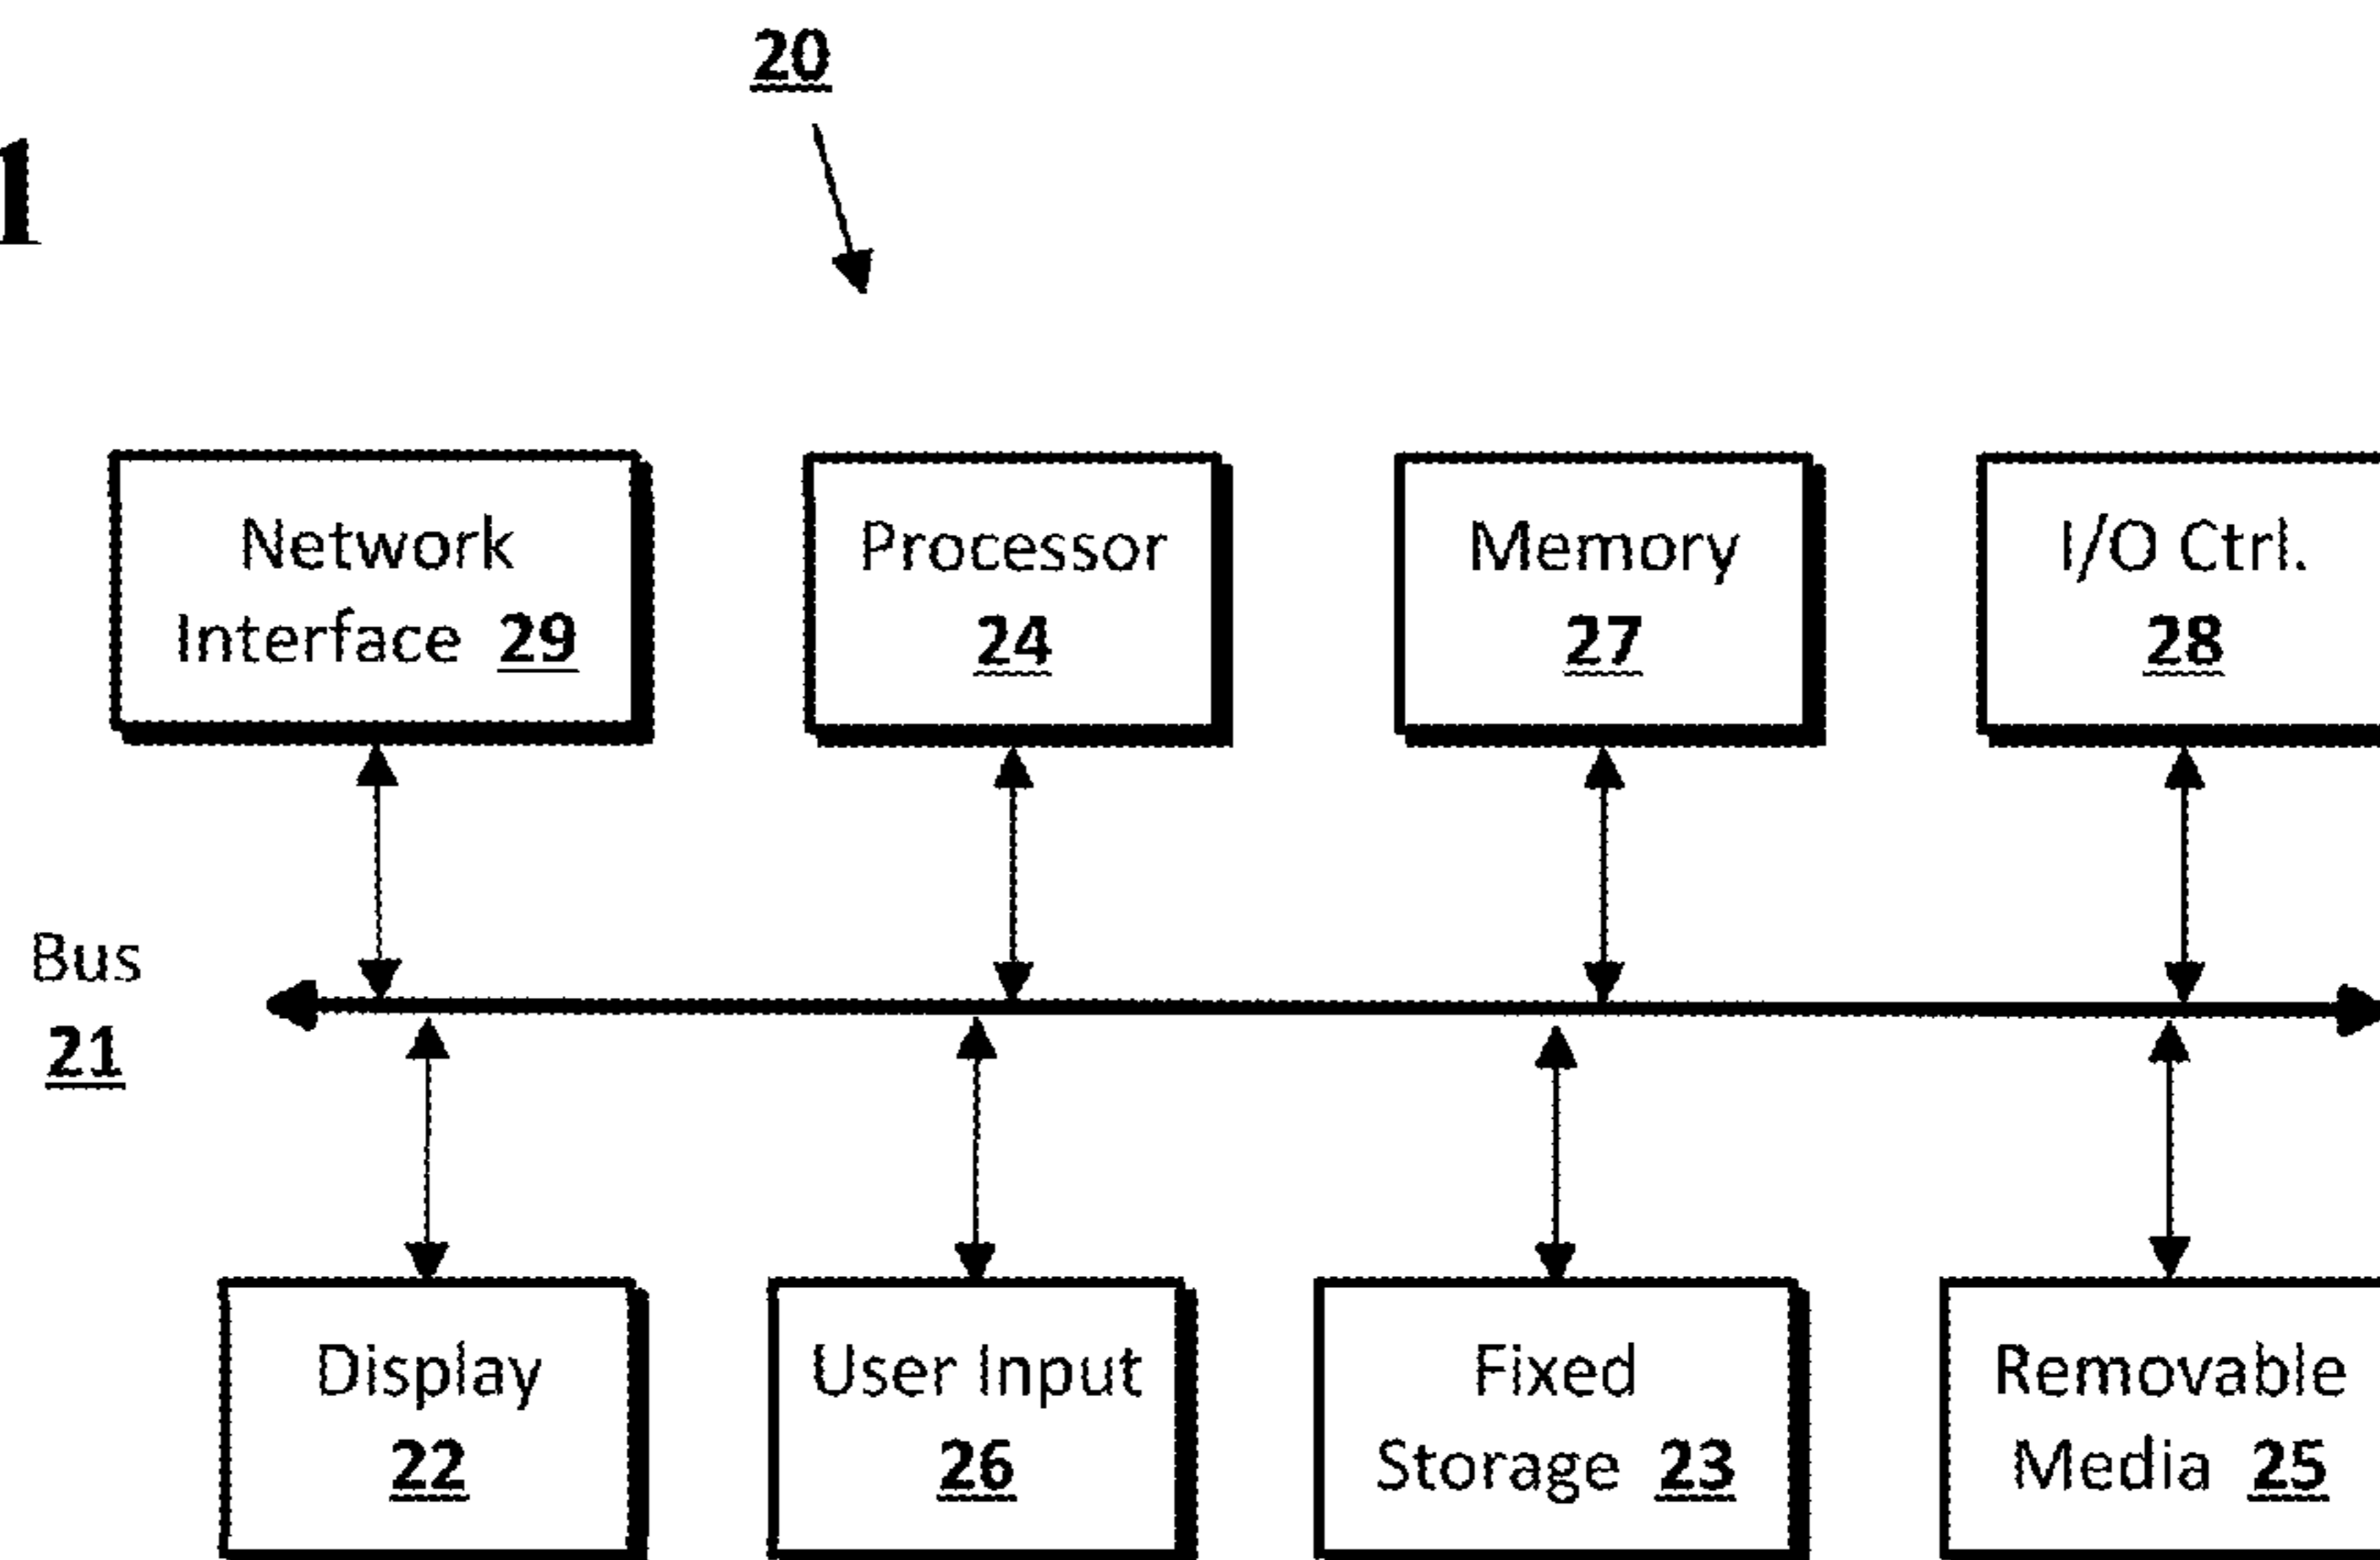 20
1
Network
Interface 29
Processor
24
Memory
27
I/O Ctrl.
28
Bus
21
Display
22
User Input
26
Fixed
Storage 23
Removable
Media 25